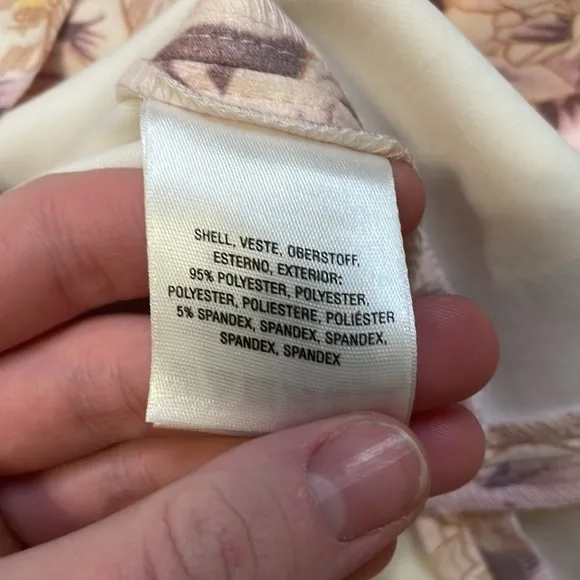 SHELL, VESTE, OBERSTOFF,
ESTERNO, EXTERIOR:
95% POLYESTER, POLYESTER,
POLYESTER, POLIESTERE, POLIÉSTER
5% SPANDEX, SPANDEX, SPANDEX,
SPANDEX, SPANDEX